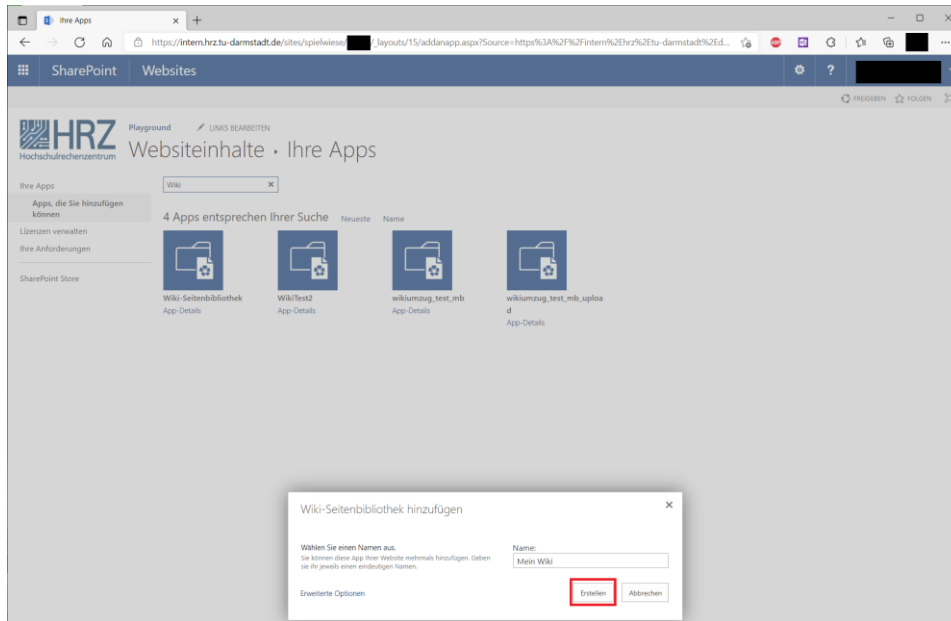 Ihre Apps
https://intern.hrz.tu-darmstadt.de/sites/spielwiese/ /_layouts/15/addanapp.aspx?Source=https%3A%2F%2Fintern%2Ehrz%2Etu-darmstadt%2Ed...
SharePoint Websites
?
FREIGEBEN FOLGEN
HRZ
Hochschulrechenzentrum
Playground LINKS BEARBEITEN
Websiteinhalte › Ihre Apps
Ihre Apps
Apps, die Sie hinzufügen
können
Lizenzen verwalten
Ihre Anforderungen
SharePoint Store
Wiki
4 Apps entsprechen Ihrer Suche Neueste Name
Wiki-Seitenbibliothek
App-Details
WikiTest2
App-Details
wikiumzug_test_mb
App-Details
wikiumzug_test_mb_uploa
d
App-Details
Wiki-Seitenbibliothek hinzufügen
Wählen Sie einen Namen aus.
Sie können diese App Ihrer Website mehrmals hinzufügen. Geben
sie ihr jeweils einen eindeutigen Namen.
Name:
Mein Wiki
Erweiterte Optionen
Erstellen
Abbrechen